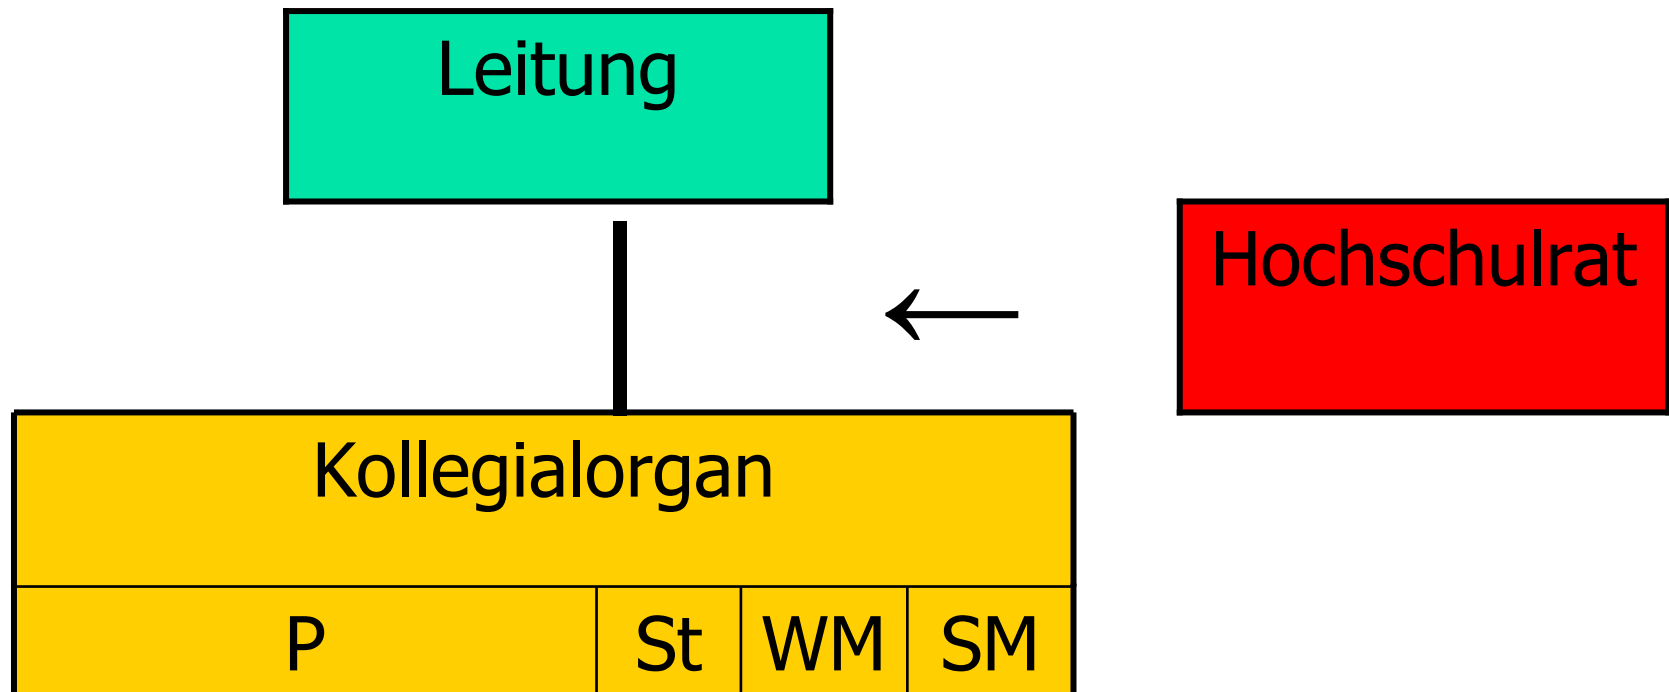 Leitung
Hochschulrat
←
Kollegialorgan
P St WM SM